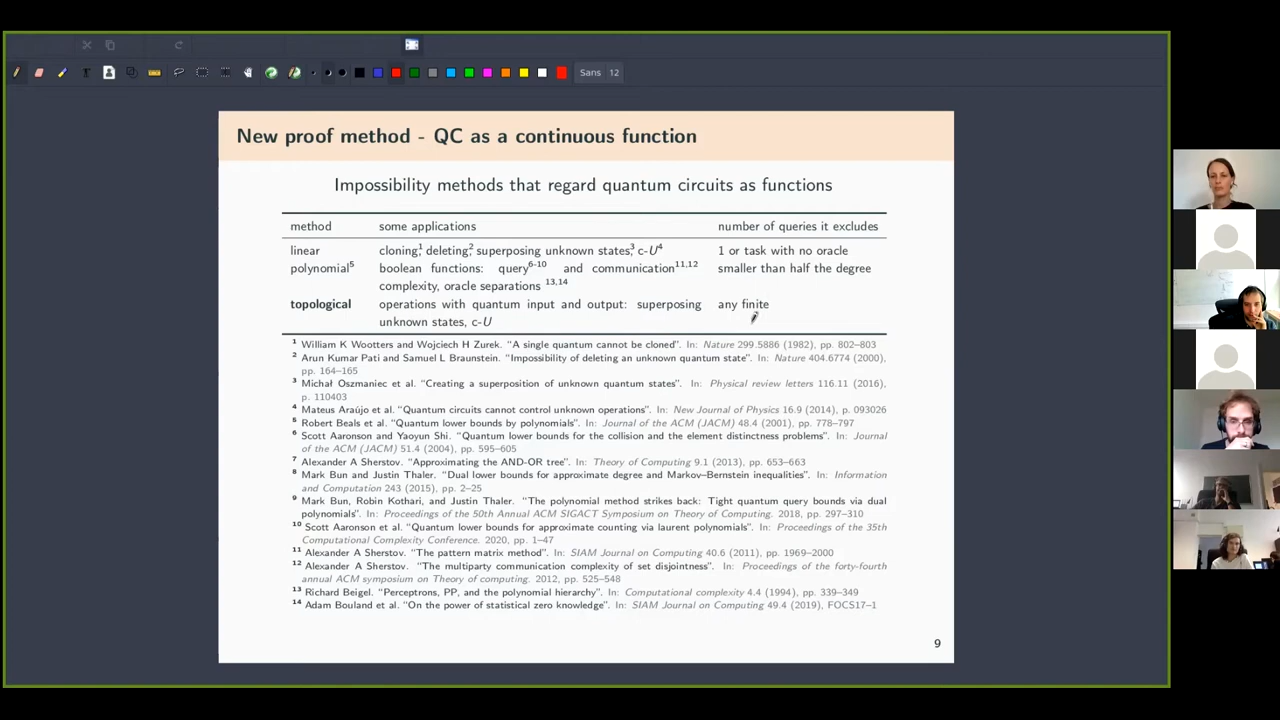 Sans 12
New proof method - QC as a continuous function
Impossibility methods that regard quantum circuits as functions
method some applications number of queries it excludes
linear cloning,1 deleting,2 superposing unknown states,3 c-U4 1 or task with no oracle
polynomial5 boolean functions: query6-10 and communication11,12 smaller than half the degree
complexity, oracle separations 13,14
topological operations with quantum input and output: superposing any finite
unknown states, c-U
1 William K Wootters and Wojciech H Zurek. “A single quantum cannot be cloned”. In: Nature 299.5886 (1982), pp. 802–803
2 Arun Kumar Pati and Samuel L Braunstein. “Impossibility of deleting an unknown quantum state”. In: Nature 404.6774 (2000),
pp. 164–165
3 Michał Oszmaniec et al. “Creating a superposition of unknown quantum states”. In: Physical review letters 116.11 (2016),
p. 110403
4 Mateus Araújo et al. “Quantum circuits cannot control unknown operations”. In: New Journal of Physics 16.9 (2014), p. 093026
5 Robert Beals et al. “Quantum lower bounds by polynomials”. In: Journal of the ACM (JACM) 48.4 (2001), pp. 778–797
6 Scott Aaronson and Yaoyun Shi. “Quantum lower bounds for the collision and the element distinctness problems”. In: Journal
of the ACM (JACM) 51.4 (2004), pp. 595–605
7 Alexander A Sherstov. “Approximating the AND-OR tree”. In: Theory of Computing 9.1 (2013), pp. 653–663
8 Mark Bun and Justin Thaler. “Dual lower bounds for approximate degree and Markov–Bernstein inequalities”. In: Information
and Computation 243 (2015), pp. 2–25
9 Mark Bun, Robin Kothari, and Justin Thaler. “The polynomial method strikes back: Tight quantum query bounds via dual
polynomials”. In: Proceedings of the 50th Annual ACM SIGACT Symposium on Theory of Computing. 2018, pp. 297–310
10 Scott Aaronson et al. “Quantum lower bounds for approximate counting via laurent polynomials”. In: Proceedings of the 35th
Computational Complexity Conference. 2020, pp. 1–47
11 Alexander A Sherstov. “The pattern matrix method”. In: SIAM Journal on Computing 40.6 (2011), pp. 1969–2000
12 Alexander A Sherstov. “The multiparty communication complexity of set disjointness”. In: Proceedings of the forty-fourth
annual ACM symposium on Theory of computing. 2012, pp. 525–548
13 Richard Beigel. “Perceptrons, PP, and the polynomial hierarchy”. In: Computational complexity 4.4 (1994), pp. 339–349
14 Adam Bouland et al. “On the power of statistical zero knowledge”. In: SIAM Journal on Computing 49.4 (2019), FOCS17–1
9